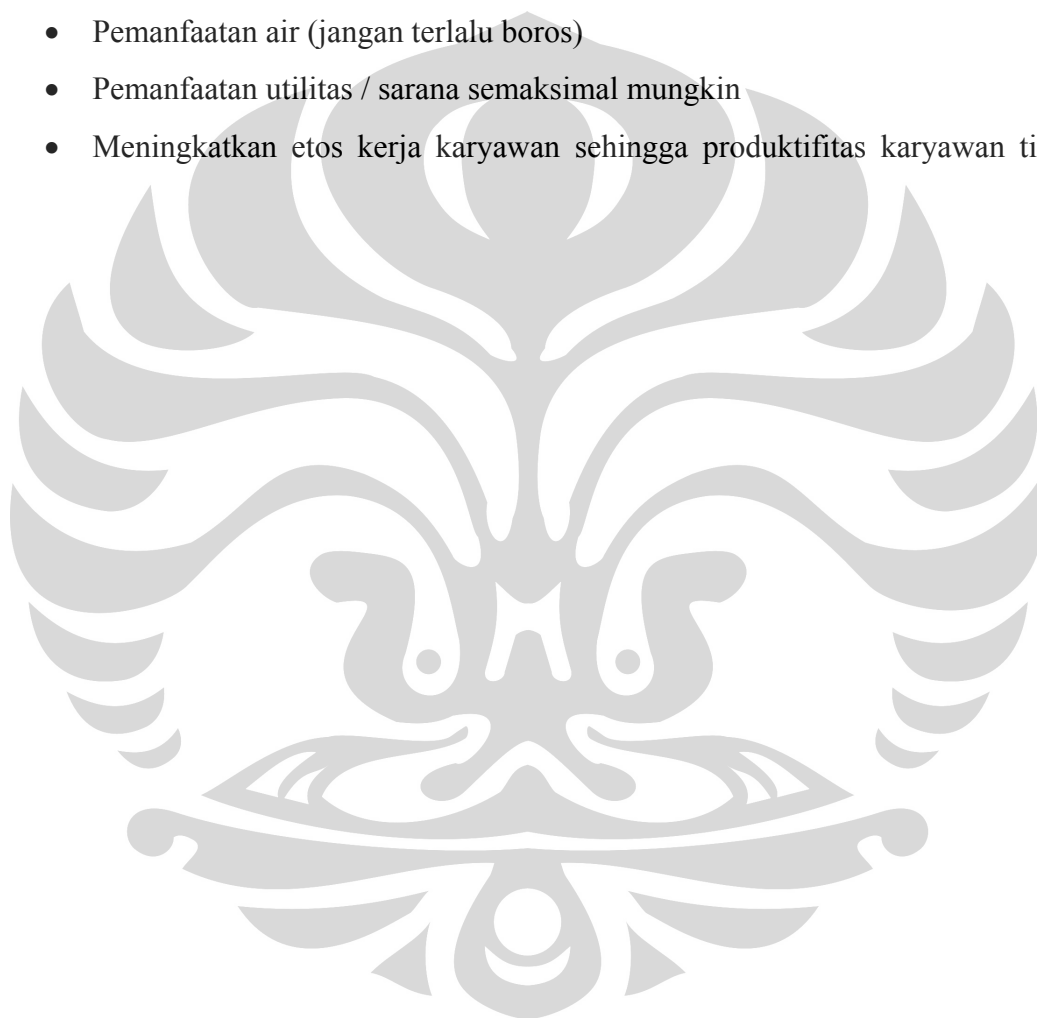 • Pemanfaatan air (jangan terlalu boros)
• Pemanfaatan utilitas / sarana semaksimal mungkin
• Meningkatkan etos kerja karyawan sehingga produktifitas karyawan ti